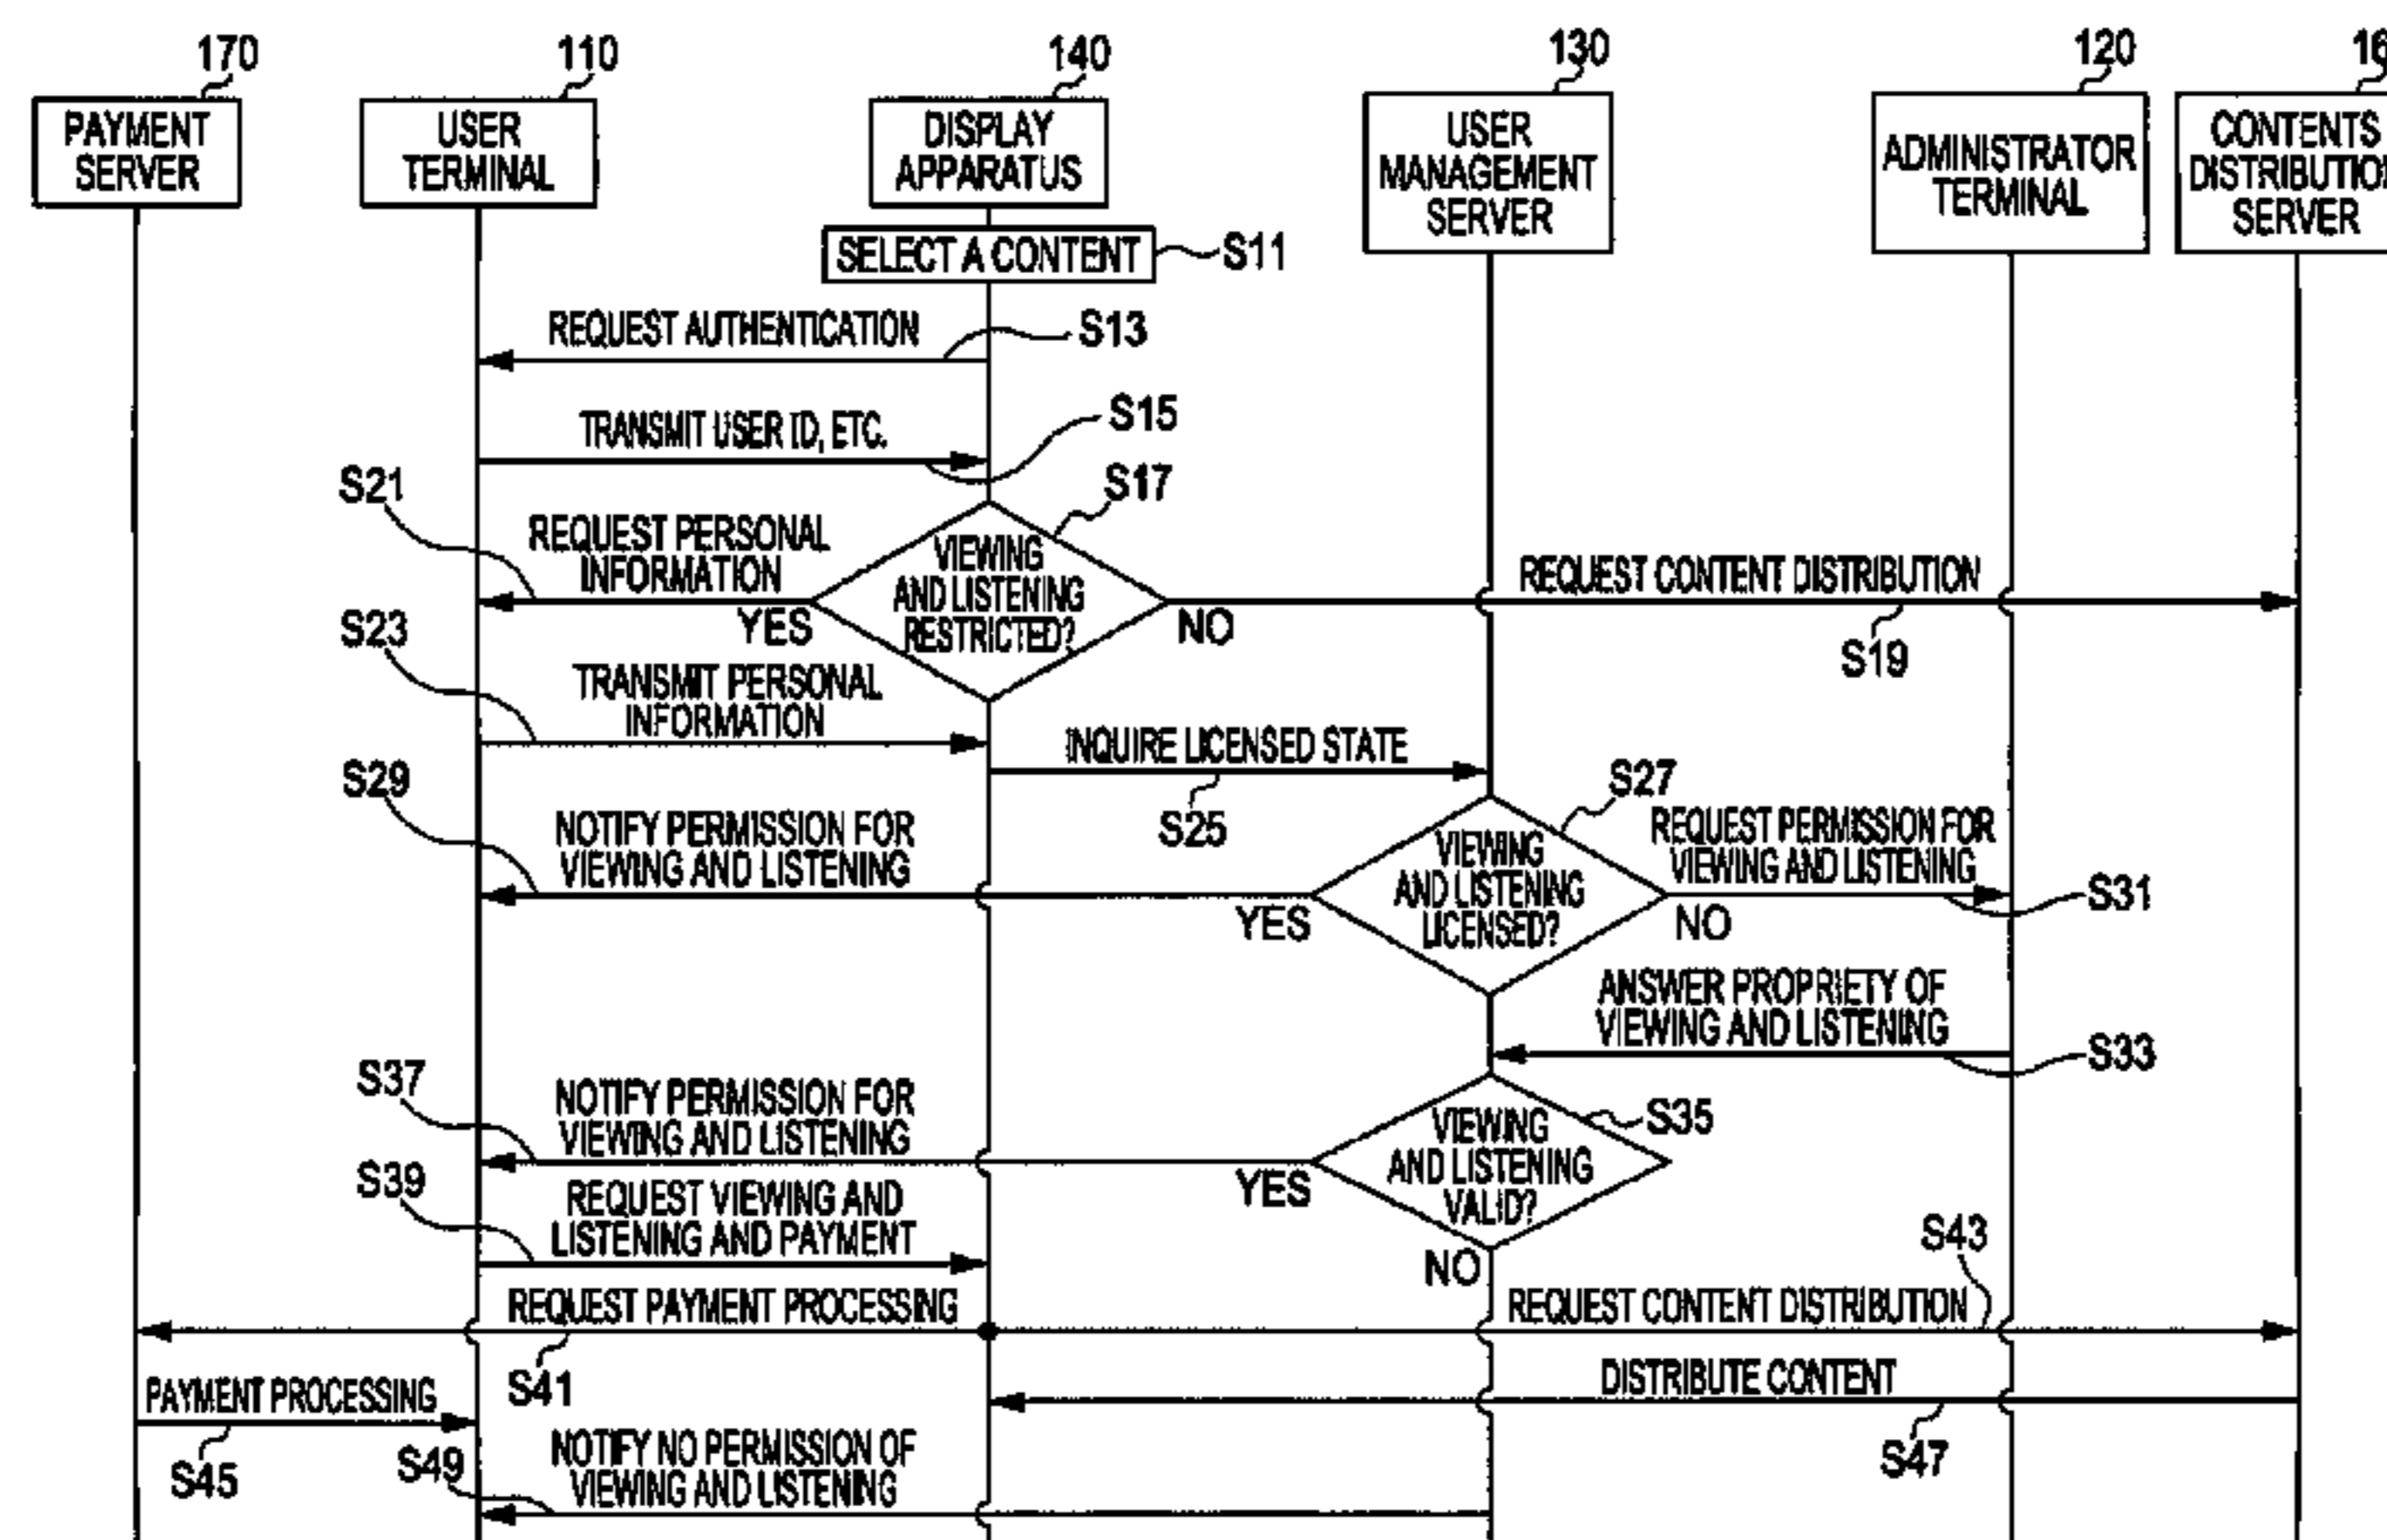 170
110
140
130
120
16
PAYMENT
SERVER
USER
TERMINAL
DISPLAY
APPARATUS
USER
MANAGEMENT
SERVER
ADMINISTRATOR
TERMINAL
CONTENTS
DISTRIBUTION
SERVER
SELECT A CONTENT
S11
REQUEST AUTHENTICATION
S13
TRANSMIT USER ID, ETC.
S15
S17
S21
REQUEST PERSONAL
INFORMATION
YES
VIEWING
AND LISTENING
RESTRICTED?
NO
REQUEST CONTENT DISTRIBUTION
S19
S23
TRANSMIT PERSONAL
INFORMATION
INQUIRE LICENSED STATE
S25
S29
NOTIFY PERMISSION FOR
VIEWING AND LISTENING
YES
VIEWING
AND LISTENING
LICENSED?
S27
NO
REQUEST PERMISSION FOR
VIEWING AND LISTENING
S31
ANSWER PROPRIETY OF
VIEWING AND LISTENING
S33
S37
NOTIFY PERMISSION FOR
VIEWING AND LISTENING
YES
VIEWING
AND LISTENING
VALID?
S35
NO
S39
REQUEST VIEWING AND
LISTENING AND PAYMENT
S43
REQUEST PAYMENT PROCESSING
REQUEST CONTENT DISTRIBUTION
S41
PAYMENT PROCESSING
S45
DISTRIBUTE CONTENT
S47
S49
NOTIFY NO PERMISSION OF
VIEWING AND LISTENING